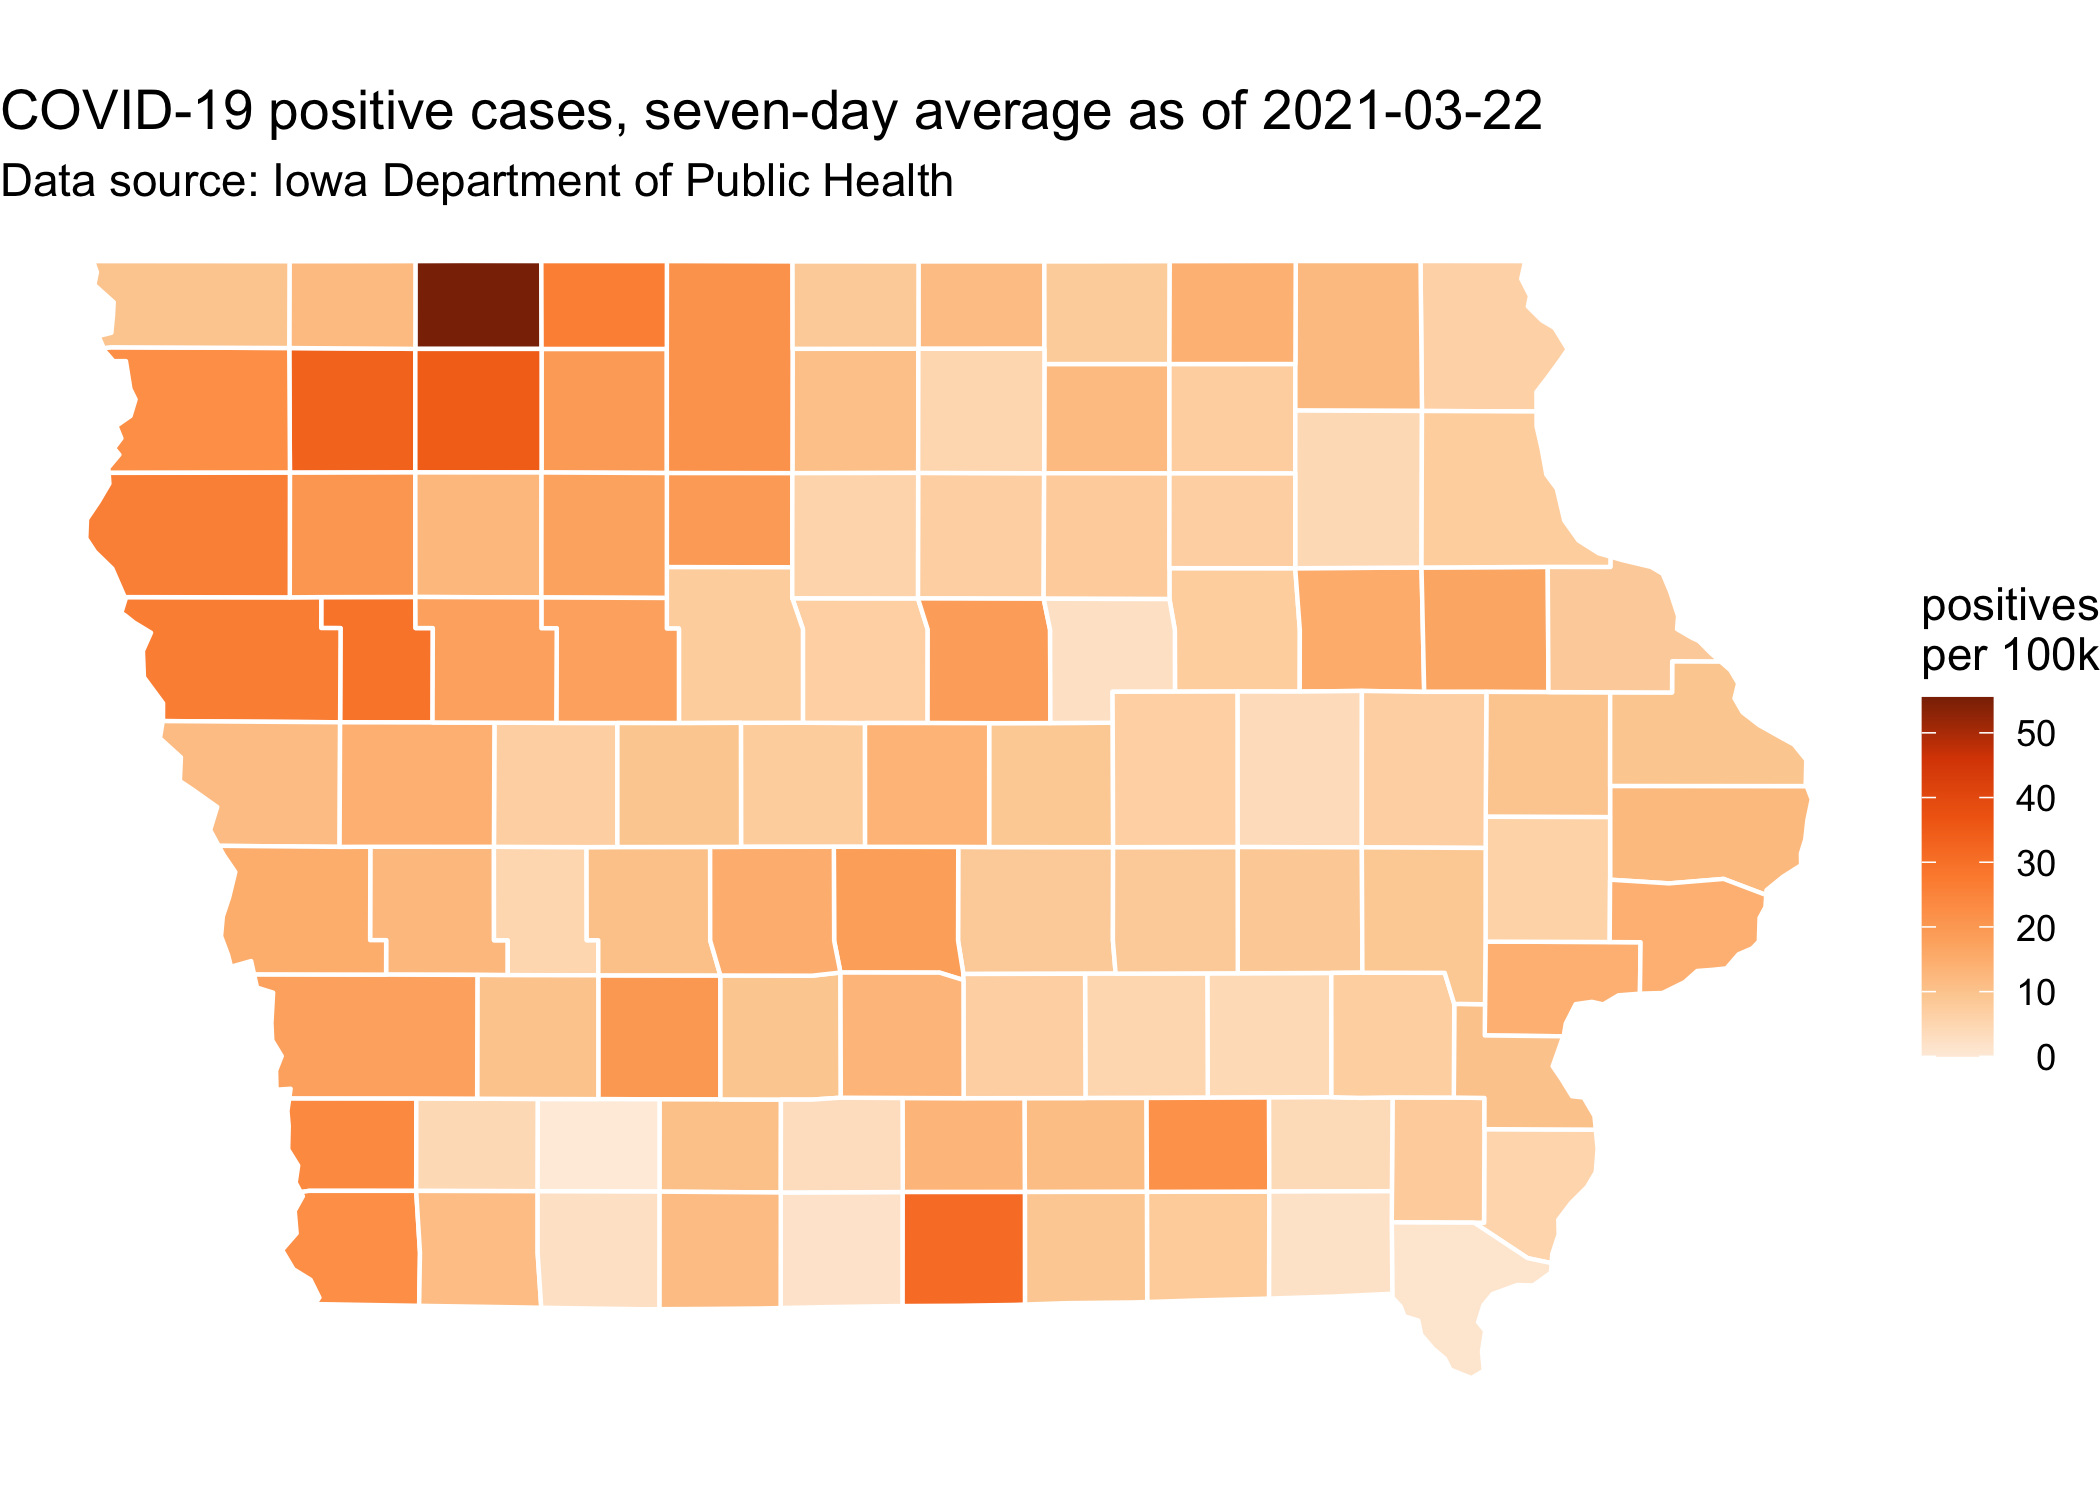 COVID-19 positive cases, seven-day average as of 2021-03-22
Data source: Iowa Department of Public Health
positives
per 100k
50
40
30
20
10
0